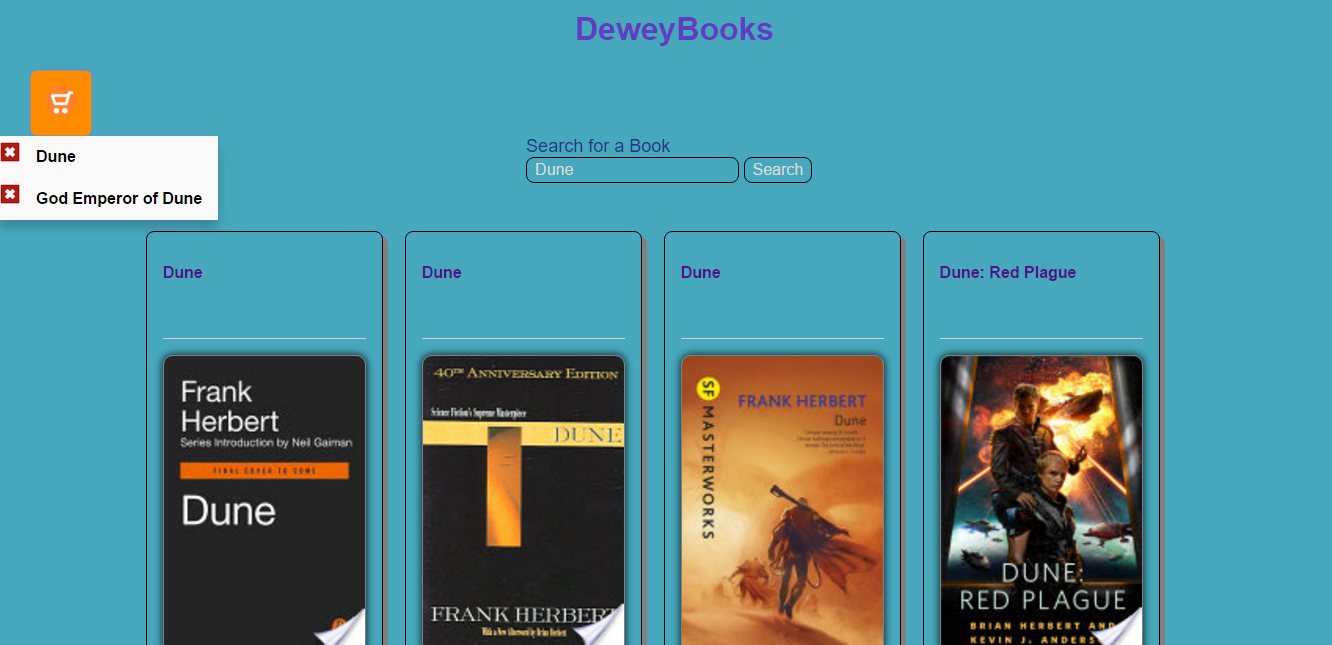 DeweyBooks
Dune
God Emperor of Dune
Search for a Book
Dune
Search
Dune
Frank
Herbert
Series Introduction by Neil Gaiman
FINAL COVER TO COME
Dune
Dune
40TH ANNIVERSARY EDITION
Science Fiction's Supreme Masterpiece
DUNE
FRANK HERBERT
With a New Afterword by Brian Herbert
Dune
SF MASTERWORKS
FRANK HERBERT
Dune
Dune: Red Plague
DUNE:
RED PLAGUE
BRIAN HERBERT AND
KEVIN J. ANDERS